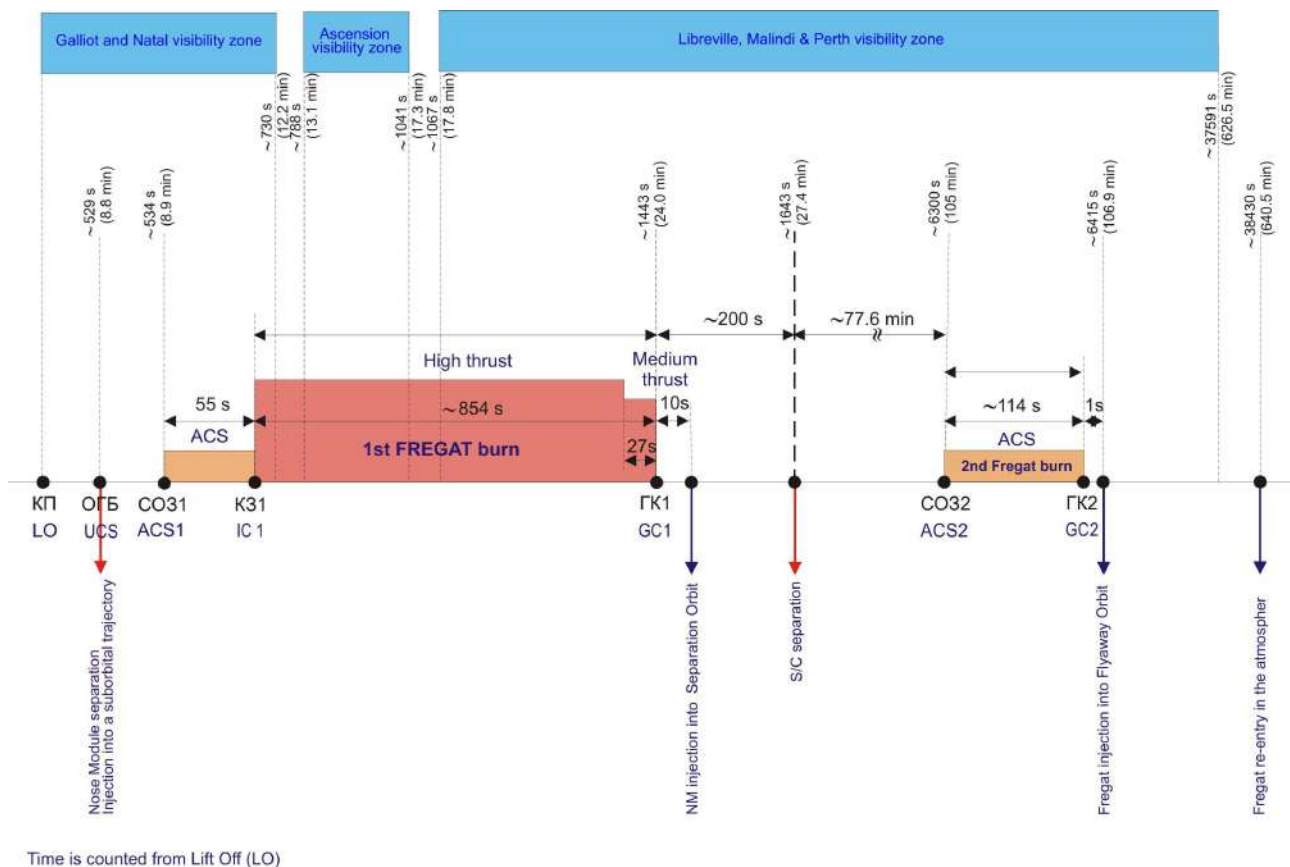 Galliot and Natal visibility zone
Ascension
visibility zone
Libreville, Malindi & Perth visibility zone
~730 s
(12.2 min)
~788 s
(13.1 min)
~1041 s
(17.3 min)
~1067 s
(17.8 min)
~37591 s
(626.5 min)
~529 s
(8.8 min)
~534 s
(8.9 min)
~1443 s
(24.0 min)
~1643 s
(27.4 min)
~6300 s
(105 min)
~6415 s
(106.9 min)
~38430 s
(640.5 min)
~200 s
~77.6 min
High thrust
Medium
thrust
55 s
~854 s
10s
~114 s
1s
ACS
1st FREGAT burn
27s
ACS
2nd Fregat burn
КП
ОГБ
СОЗ1
КЗ1
ГК1
СОЗ2
ГК2
LO
UCS
ACS1
IC 1
GC1
ACS2
GC2
Nose Module separation
Injection into a suborbital trajectory
NM injection into Separation Orbit
S/C separation
Fregat injection into Flyaway Orbit
Fregat re-entry in the atmospher
Time is counted from Lift Off (LO)